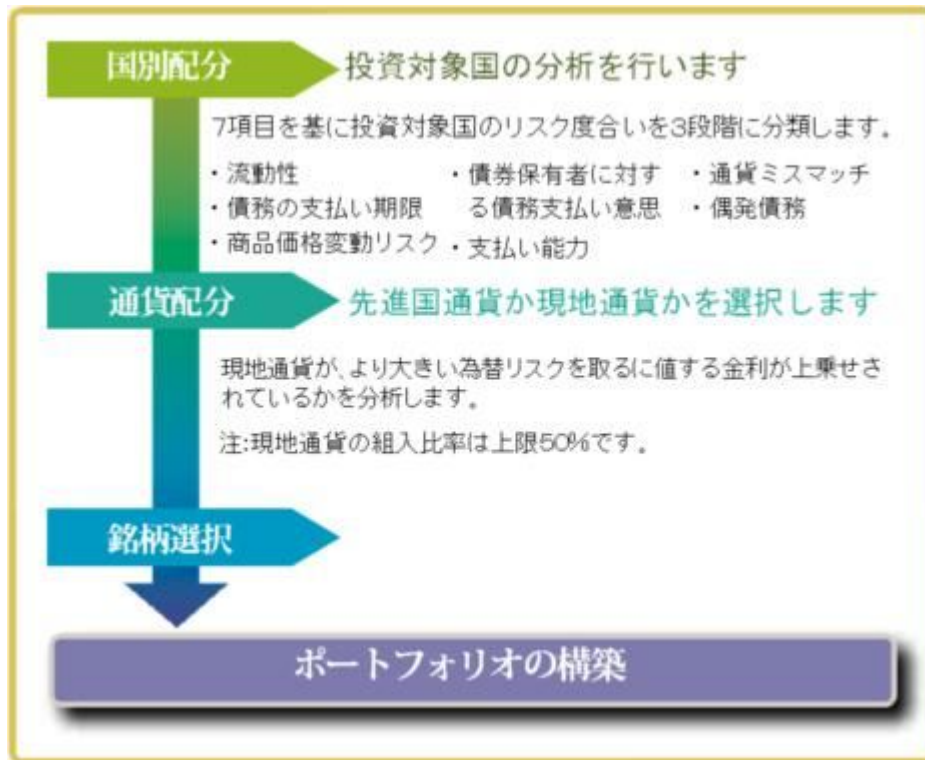 国別配分
投資対象国の分析を行います
7項目を基に投資対象国のリスク度合いを3段階に分類します。
・流動性
・債務の支払い期限
・商品価格変動リスク
・債券保有者に対す
る債務支払い意思
・支払い能力
・通貨ミスマッチ
・偶発債務
通貨配分
先進国通貨か現地通貨かを選択します
現地通貨が、より大きい為替リスクを取るに値する金利が上乗せさ
れているかを分析します。
注:現地通貨の組入比率は上限50%です。
銘柄選択
ポートフォリオの構築